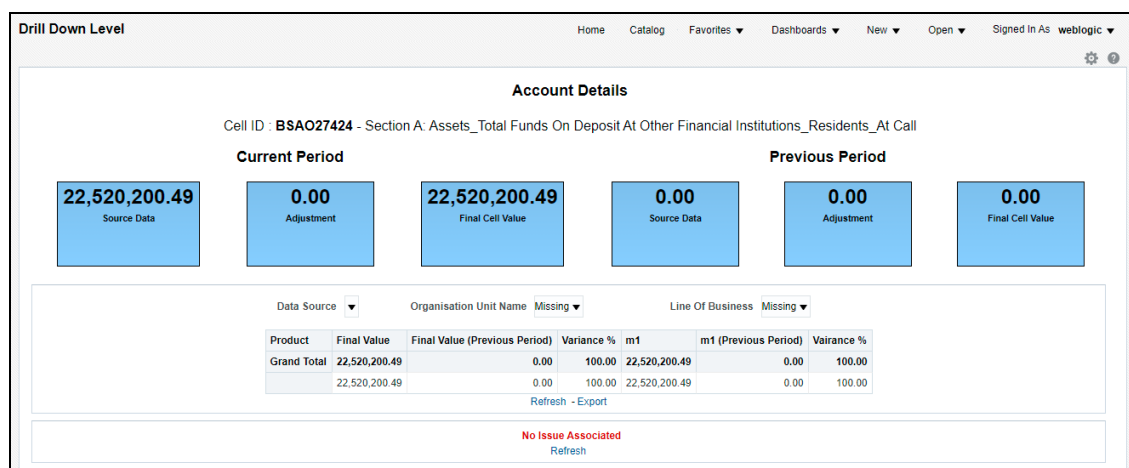 Drill Down Level
Home Catalog Favorites Dashboards New Open Signed In As weblogic
Account Details
Cell ID : BSAO27424 - Section A: Assets_Total Funds On Deposit At Other Financial Institutions_Residents_At Call
Current Period Previous Period
22,520,200.49 0.00 22,520,200.49 0.00 0.00 0.00
Source Data Adjustment Final Cell Value Source Data Adjustment Final Cell Value
Data Source Organisation Unit Name Missing Line Of Business Missing
Product Final Value Final Value (Previous Period) Variance % m1 m1 (Previous Period) Vairance %
Grand Total 22,520,200.49 0.00 100.00 22,520,200.49 0.00 100.00
22,520,200.49 0.00 100.00 22,520,200.49 0.00 100.00
Refresh - Export
No Issue Associated
Refresh